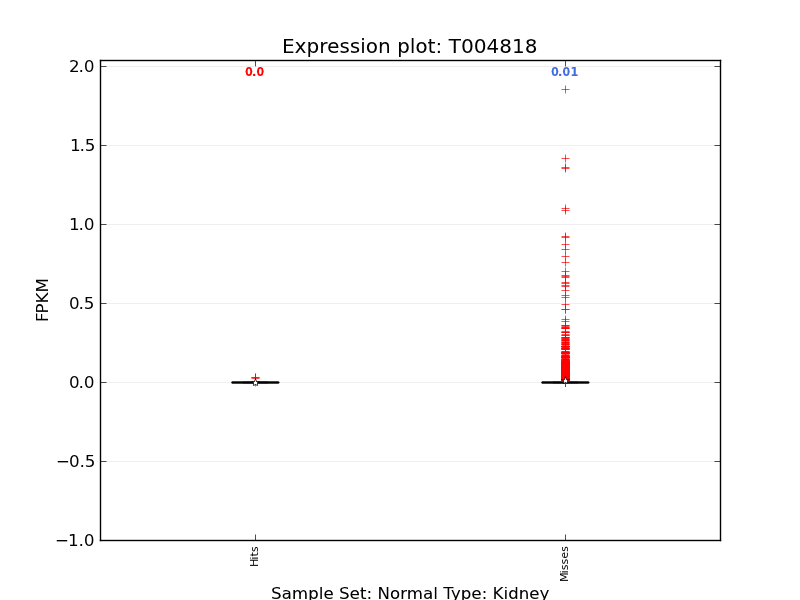 Expression plot: T004818
0.0
0.01
2.0
1.5
1.0
0.5
0.0
−0.5
−1.0
FPKM
Hits
Misses
Sample Set: Normal Type: Kidney